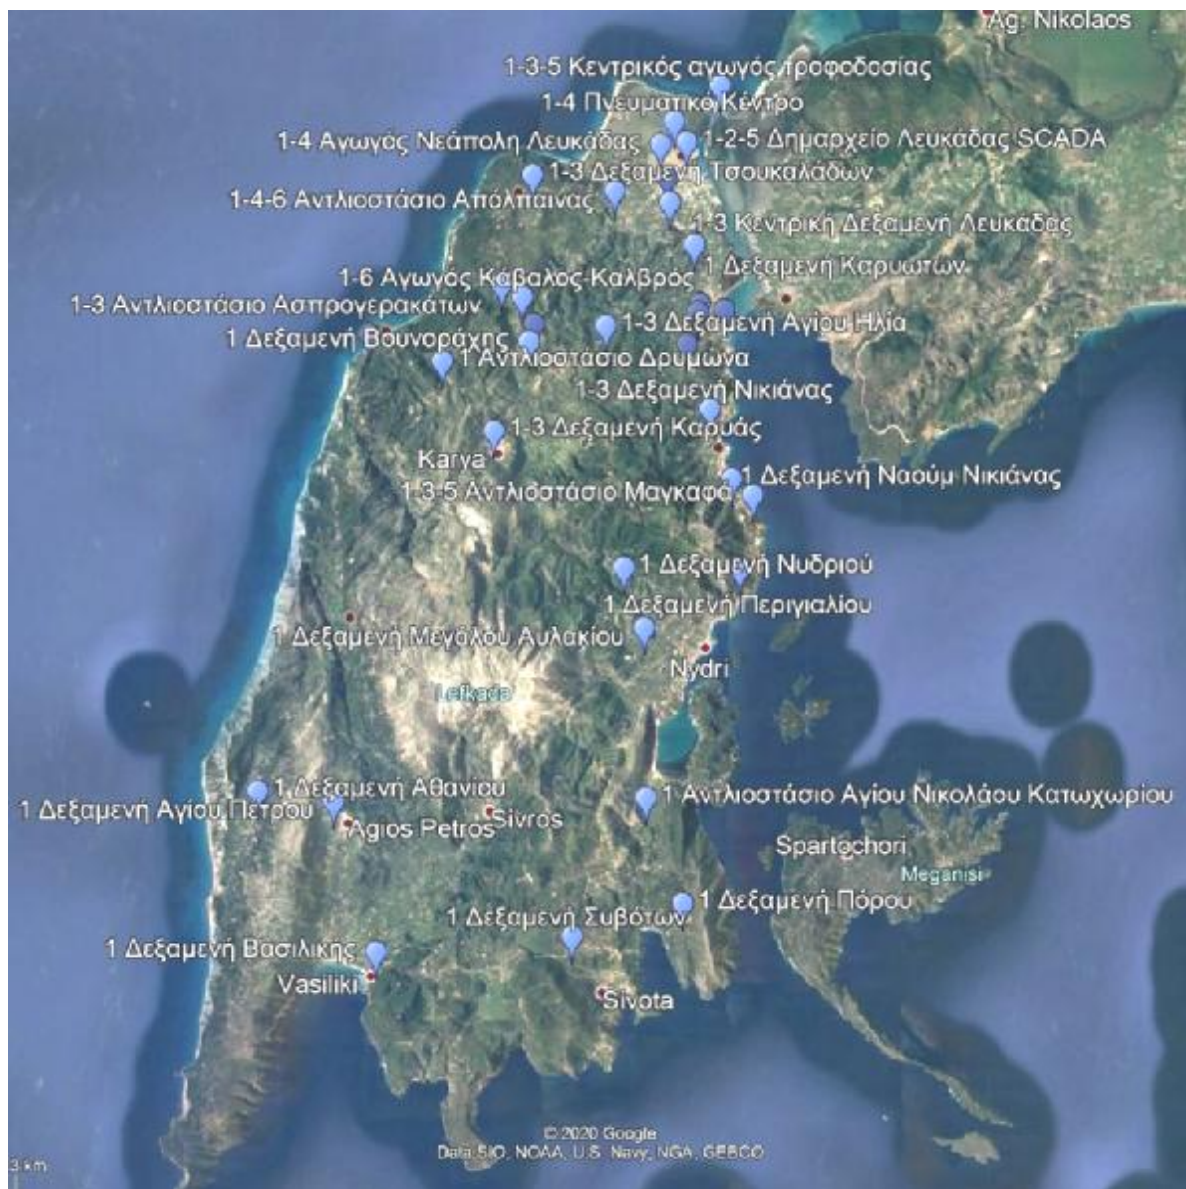 Ag. Nikolaos
1-3-5 Κεντρικός αγωγός τροφοδοσίας
1-4 Πνευματικό Κέντρο
1-4 Αγωγός Νεάπολη Λευκάδας
1-2-5 Δημαρχείο Λευκάδας SCADA
1-3 Δεξαμενή Τσουκαλάδων
1-4-6 Αντλιοστάσιο Απόλπαινας
1-3 Κεντρική Δεξαμενή Λευκάδας
1 Δεξαμενή Καρυωτών
1-6 Αγωγός Κάβαλος-Καλβρός
1-3 Αντλιοστάσιο Ασπρογερακάτων
1-3 Δεξαμενή Αγίου Ηλία
1 Δεξαμενή Βουνοράχης
1 Αντλιοστάσιο Δρυμώνα
1-3 Δεξαμενή Νικιάνας
1-3 Δεξαμενή Καρυάς
Karya
1 Δεξαμενή Ναούμ Νικιάνας
1-3-5 Αντλιοστάσιο Μαγκαφά
1 Δεξαμενή Νυδριού
1 Δεξαμενή Περιγιαλίου
1 Δεξαμενή Μεγάλου Αυλακίου
Nydri
Lefkada
1 Δεξαμενή Αθανίου
1 Δεξαμενή Αγίου Πέτρου
1 Αντλιοστάσιο Αγίου Νικολάου Κατωχωρίου
Sivros
Agios Petros
Spartochori
Meganisi
1 Δεξαμενή Πόρου
1 Δεξαμενή Συβότων
1 Δεξαμενή Βασιλικής
Vasiliki
Sivota
© 2020 Google
Data SIO, NOAA, U.S. Navy, NGA, GEBCO
3 km